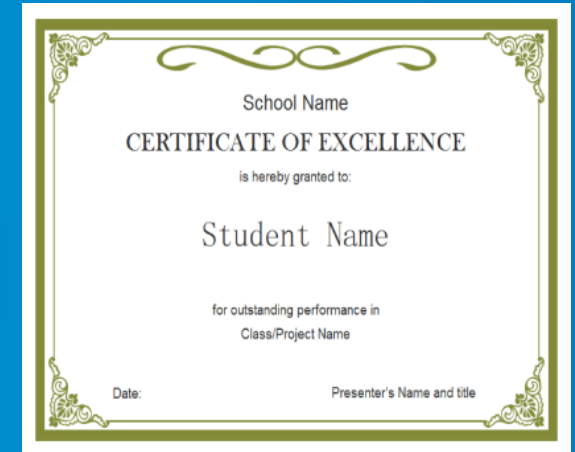 School Name
CERTIFICATE OF EXCELLENCE
is hereby granted to:
Student Name
for outstanding performance in
Class/Project Name
Date: Presenter's Name and title